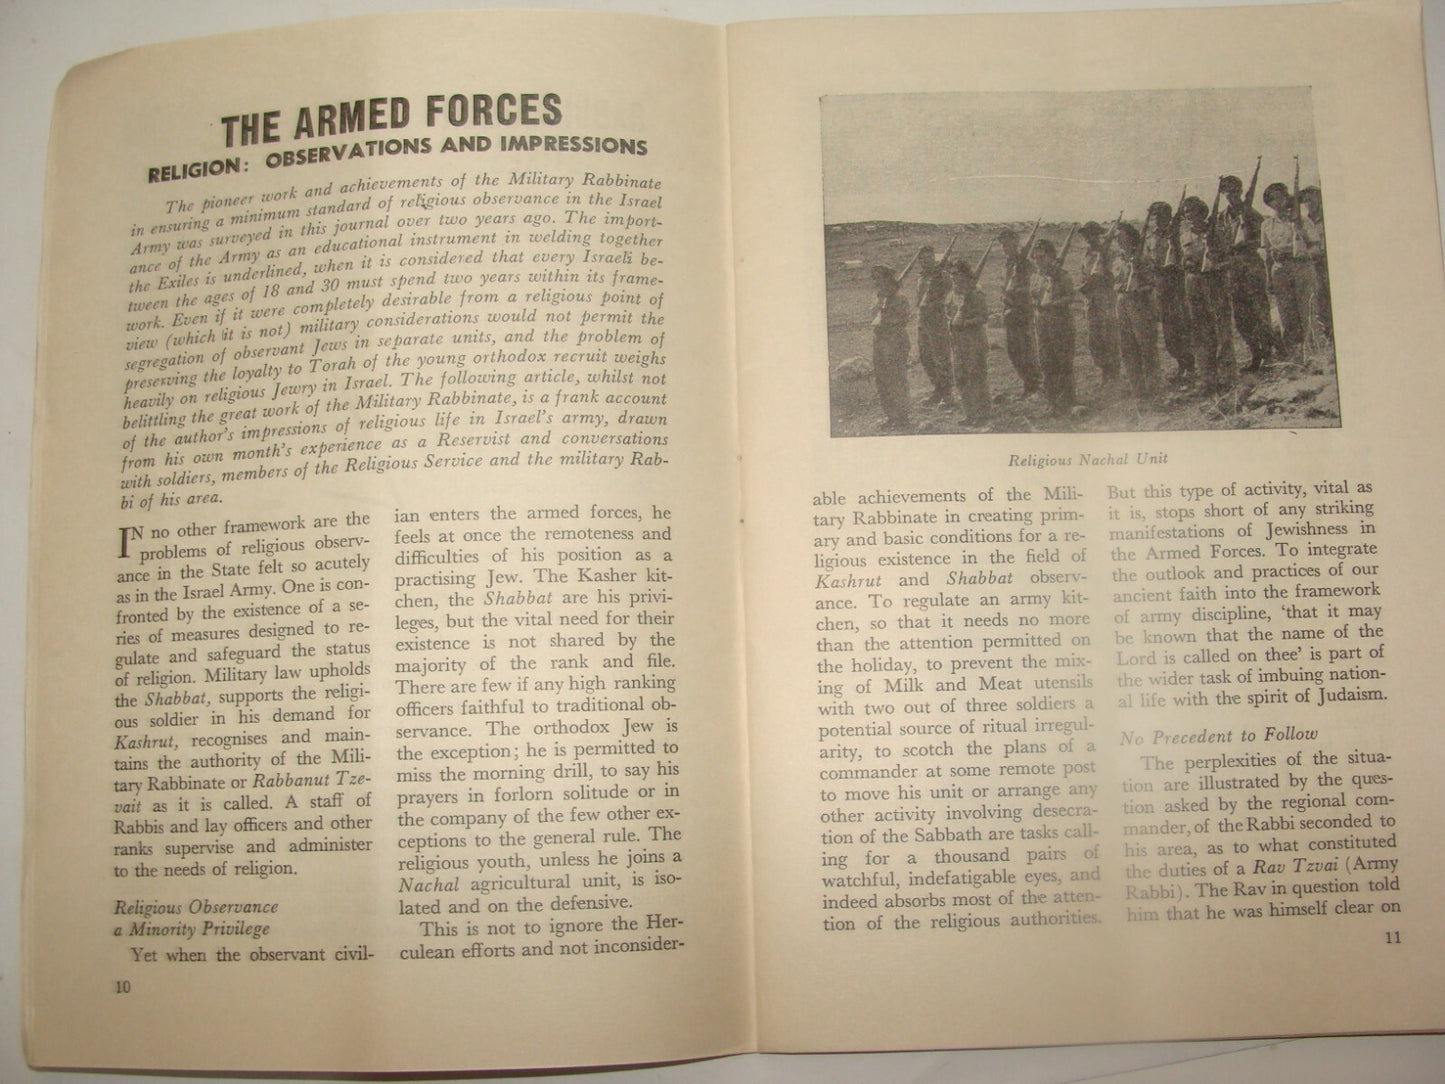 THE ARMED FORCES
RELIGION: OBSERVATIONS AND IMPRESSIONS
The pioneer work and achievements of the Military Rabbinate
in ensuring a minimum standard of religious observance in the Israel
Army was surveyed in this journal over two years ago. The import-
ance of the Army as an educational instrument in welding together
the Exiles is underlined, when it is considered that every Israeli be-
tween the ages of 18 and 30 must spend two years within its frame-
work. Even if it were completely desirable from a religious point of
view (which it is not) military considerations would not permit the
segregation of observant Jews in separate units, and the problem of
preserving the loyalty to Torah of the young orthodox recruit weighs
heavily on religious Jewry in Israel. The following article, whilst not
belittling the great work of the Military Rabbinate, is a frank account
of the author's impressions of religious life in Israel's army, drawn
from his own month's experience as a Reservist and conversations
with soldiers, members of the Religious Service and the military Rab-
bi of his area.
IN no other framework are the
problems of religious observ-
ance in the State felt so acutely
as in the Israel Army. One is con-
fronted by the existence of a se-
ries of measures designed to re-
gulate and safeguard the status
of religion. Military law upholds
the Shabbat, supports the religi-
ous soldier in his demand for
Kashrut, recognises and main-
tains the authority of the Mili-
tary Rabbinate or Rabbanut Tze-
vait as it is called. A staff of
Rabbis and lay officers and other
ranks supervise and administer
to the needs of religion.
Religious Observance
a Minority Privilege
Yet when the observant civil-
10
ian enters the armed forces, he
feels at once the remoteness and
difficulties of his position as a
practising Jew. The Kasher kit-
chen, the Shabbat are his privi-
leges, but the vital need for their
existence is not shared by the
majority of the rank and file.
There are few if any high ranking
officers faithful to traditional ob-
servance. The orthodox Jew is
the exception; he is permitted to
miss the morning drill, to say his
prayers in forlorn solitude or in
the company of the few other ex-
ceptions to the general rule. The
religious youth, unless he joins a
Nachal agricultural unit, is iso-
lated and on the defensive.
This is not to ignore the Her-
culean efforts and not inconsider-
Religious Nachal Unit
able achievements of the Mili-
tary Rabbinate in creating prim-
ary and basic conditions for a re-
ligious existence in the field of
Kashrut and Shabbat observ-
ance. To regulate an army kit-
chen, so that it needs no more
than the attention permitted on
the holiday, to prevent the mix-
ing of Milk and Meat utensils
with two out of three soldiers a
potential source of ritual irregul-
arity, to scotch the plans of a
commander at some remote post
to move his unit or arrange any
other activity involving desecra-
tion of the Sabbath are tasks call-
ing for a thousand pairs of
watchful, indefatigable eyes, and
indeed absorbs most of the atten-
tion of the religious authorities.
But this type of activity, vital as
it is, stops short of any striking
manifestations of Jewishness in
the Armed Forces. To integrate
the outlook and practices of our
ancient faith into the framework
of army discipline, 'that it may
be known that the name of the
Lord is called on thee' is part of
the wider task of imbuing nation-
al life with the spirit of Judaism.
No Precedent to Follow
The perplexities of the situa-
tion are illustrated by the ques-
tion asked by the regional com-
mander, of the Rabbi seconded to
his area, as to what constituted
the duties of a Rav Tzvai (Army
Rabbi). The Rav in question told
him that he was himself clear on
11